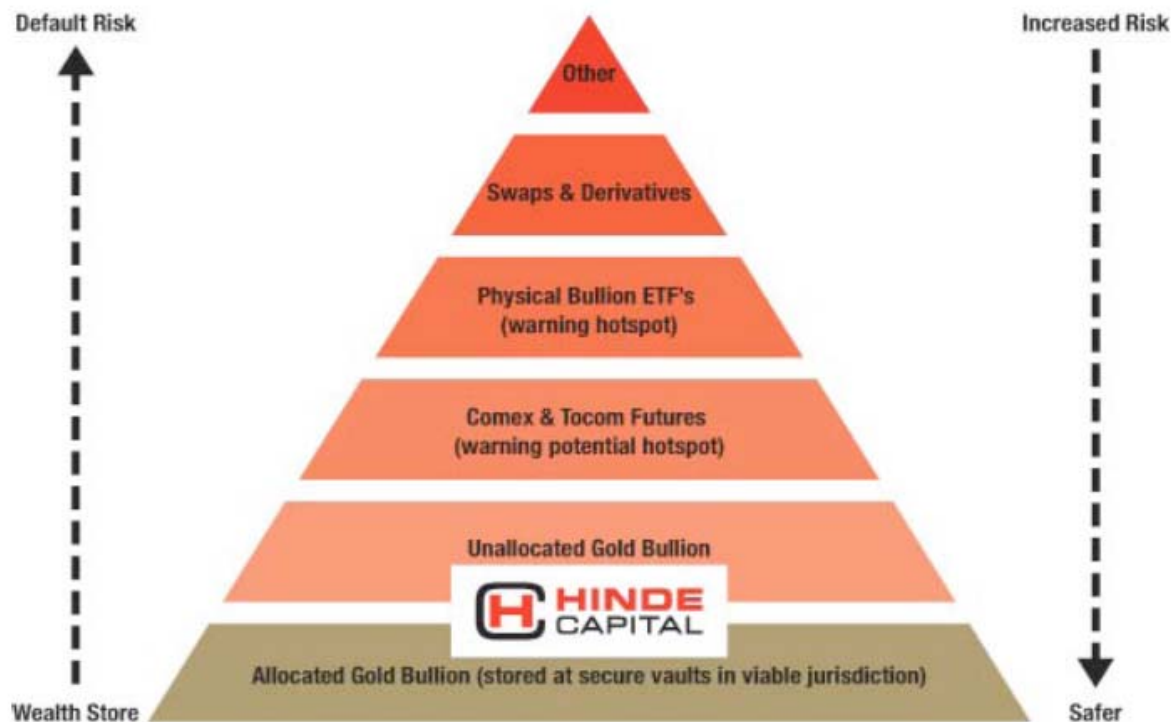 Default Risk
Increased Risk
Other
Swaps & Derivatives
Physical Bullion ETF's
(warning hotspot)
Comex & Tocom Futures
(warning potential hotspot)
Unallocated Gold Bullion
HINDE
CAPITAL
Allocated Gold Bullion (stored at secure vaults in viable jurisdiction)
Wealth Store
Safer